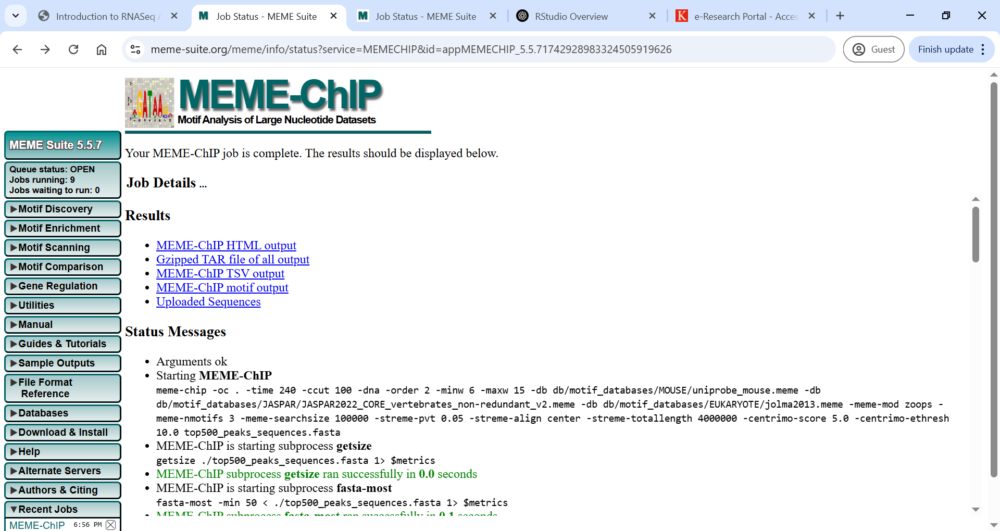 Introduction to RNASeq
Job Status - MEME Suite
Job Status - MEME Suite
RStudio Overview
e-Research Portal - Acces
meme-suite.org/meme/info/status?service=MEMECHIP&id=appMEMECHIP_5.5.71742928983324505919626
Guest
Finish update
MEME-ChIP
Motif Analysis of Large Nucleotide Datasets
MEME Suite 5.5.7
Queue status: OPEN
Jobs running: 9
Jobs waiting to run: 0
Motif Discovery
Motif Enrichment
Motif Scanning
Motif Comparison
Gene Regulation
Utilities
Manual
Guides & Tutorials
Sample Outputs
File Format
Reference
Databases
Download & Install
Help
Alternate Servers
Authors & Citing
Recent Jobs
MEME-ChIP 6:56 PM
Your MEME-ChIP job is complete. The results should be displayed below.
Job Details ...
Results
MEME-ChIP HTML output
Gzipped TAR file of all output
MEME-ChIP TSV output
MEME-ChIP motif output
Uploaded Sequences
Status Messages
Arguments ok
Starting MEME-ChIP
meme-chip -oc . -time 240 -ccut 100 -dna -order 2 -minw 6 -maxw 15 -db db/motif_databases/MOUSE/uniprobe_mouse.meme -db
db/motif_databases/JASPAR/JASPAR2022_CORE_vertebrates_non-redundant_v2.meme -db db/motif_databases/EUKARYOTE/jolma2013.meme -meme-mod zoops -
meme-nmotifs 3 -meme-searchsize 100000 -streme-pvt 0.05 -streme-align center -streme-totallength 4000000 -centrimo-score 5.0 -centrimo-ethresh
10.0 top500_peaks_sequences.fasta
MEME-ChIP is starting subprocess getsize
getsize ./top500_peaks_sequences.fasta 1> $metrics
MEME-ChIP subprocess getsize ran successfully in 0.0 seconds
MEME-ChIP is starting subprocess fasta-most
fasta-most -min 50 < ./top500_peaks_sequences.fasta 1> $metrics
MEME-ChIP subprocess fasta-most ran successfully in 0.1 seconds